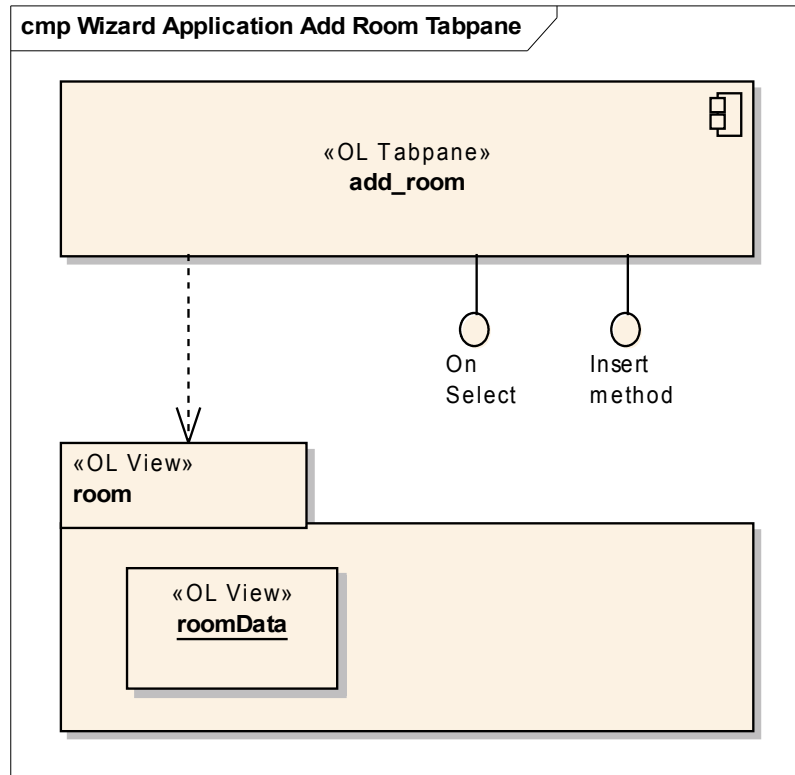 cmp Wizard Application Add Room Tabpane
«OL Tabpane»
add_room
On
Select
Insert
method
«OL View»
room
«OL View»
roomData